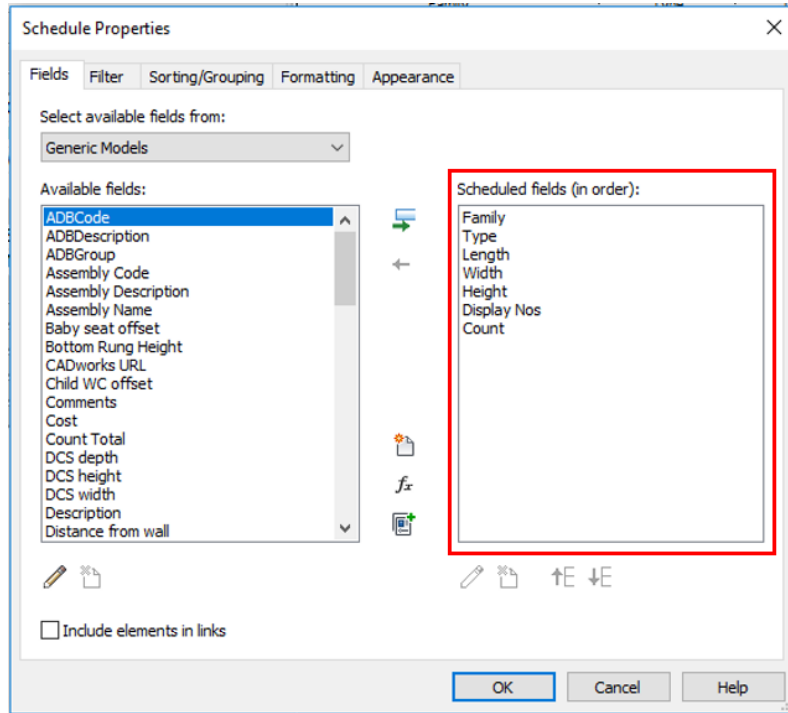 Schedule Properties
Fields Filter Sorting/Grouping Formatting Appearance
Select available fields from:
Generic Models
Available fields:
ADBCode
ADBDescription
ADBGroup
Assembly Code
Assembly Description
Assembly Name
Baby seat offset
Bottom Rung Height
CADworks URL
Child WC offset
Comments
Cost
Count Total
DCS depth
DCS height
DCS width
Description
Distance from wall
fx
Scheduled fields (in order):
Family
Type
Length
Width
Height
Display Nos
Count
Include elements in links
OK Cancel Help